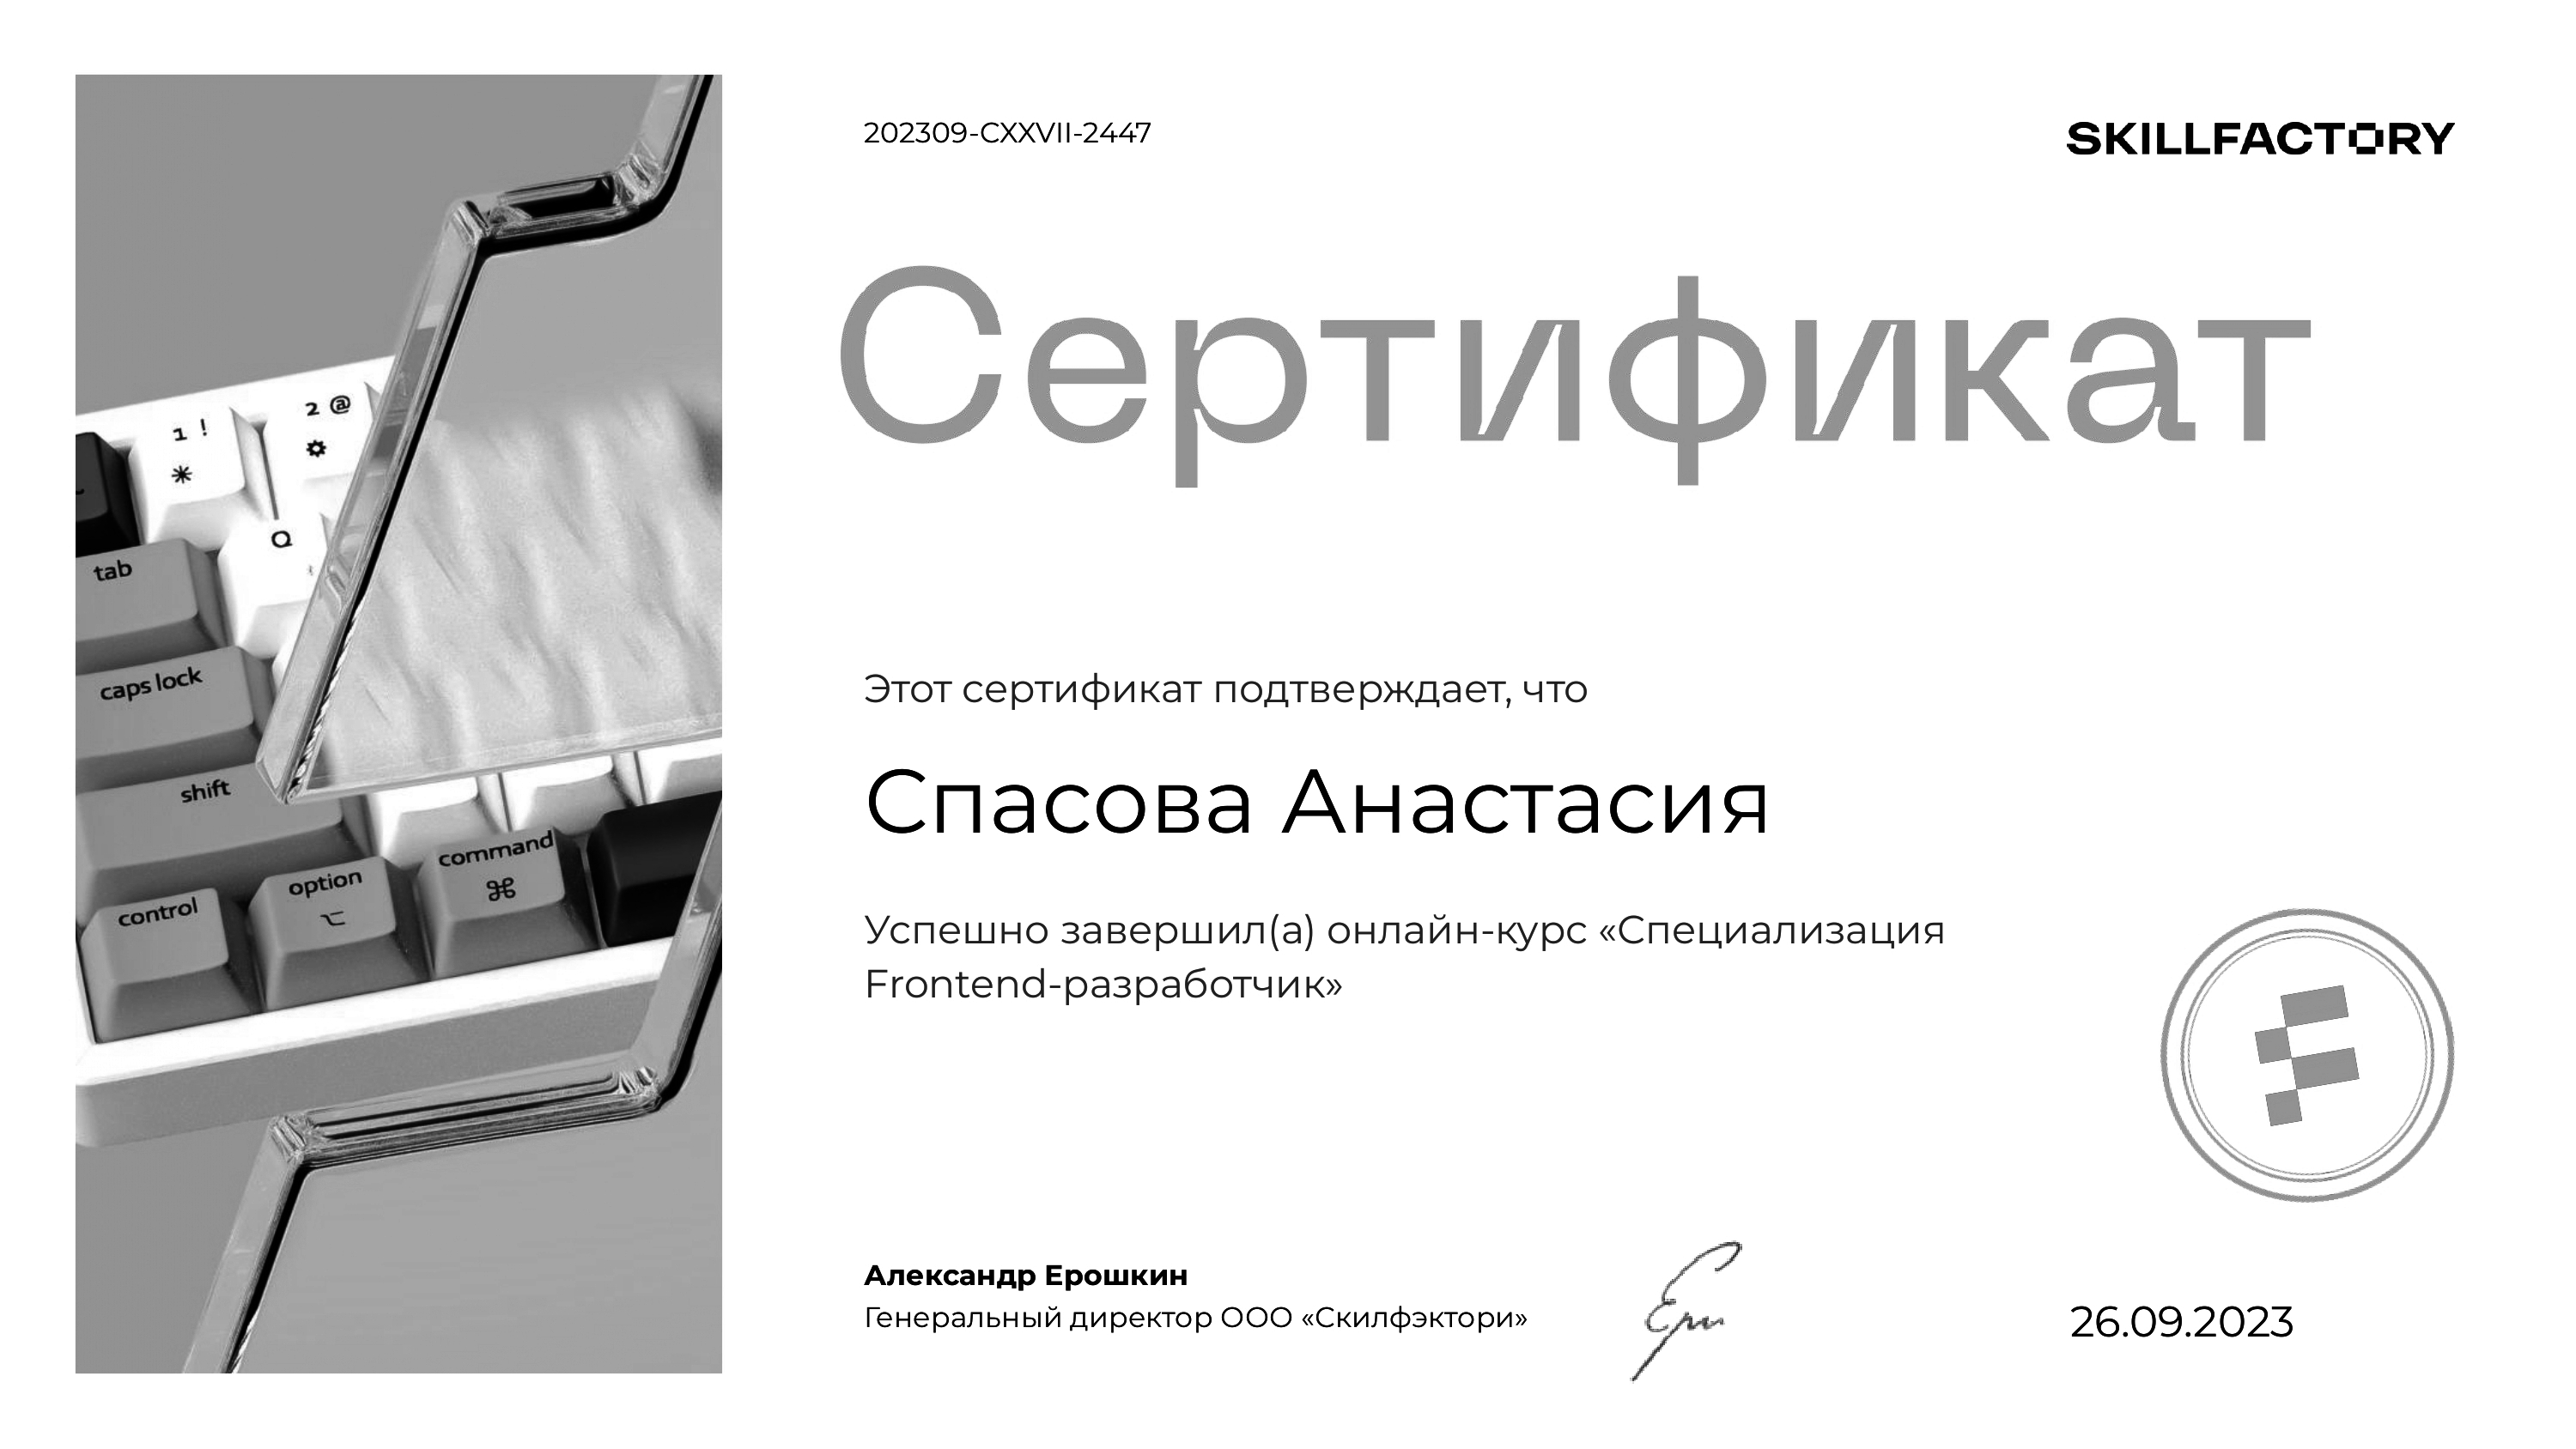 202309-CXXVII-2447
SKILLFACTORY
Сертификат
Этот сертификат подтверждает, что
Спасова Анастасия
Успешно завершил(а) онлайн-курс «Специализация
Frontend-разработчик»
Александр Ерошкин
Генеральный директор ООО «Скилфэктори»
26.09.2023
1 !
2 @
Q
tab
caps lock
shift
control
option
command